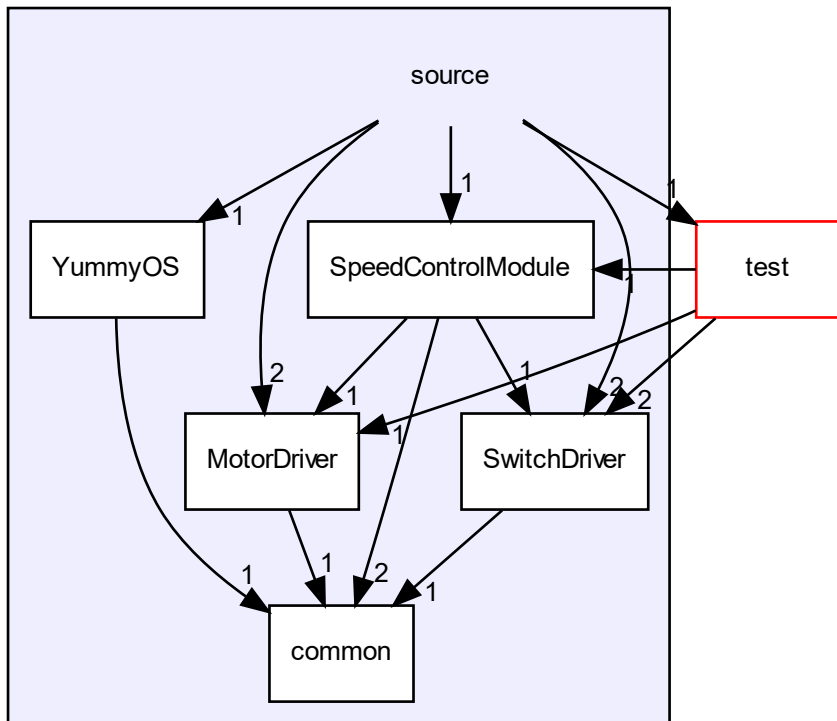 source
1
1
1
YummyOS
SpeedControlModule
test
1
2
1
1
2
2
1
MotorDriver
SwitchDriver
1
1
2
1
common